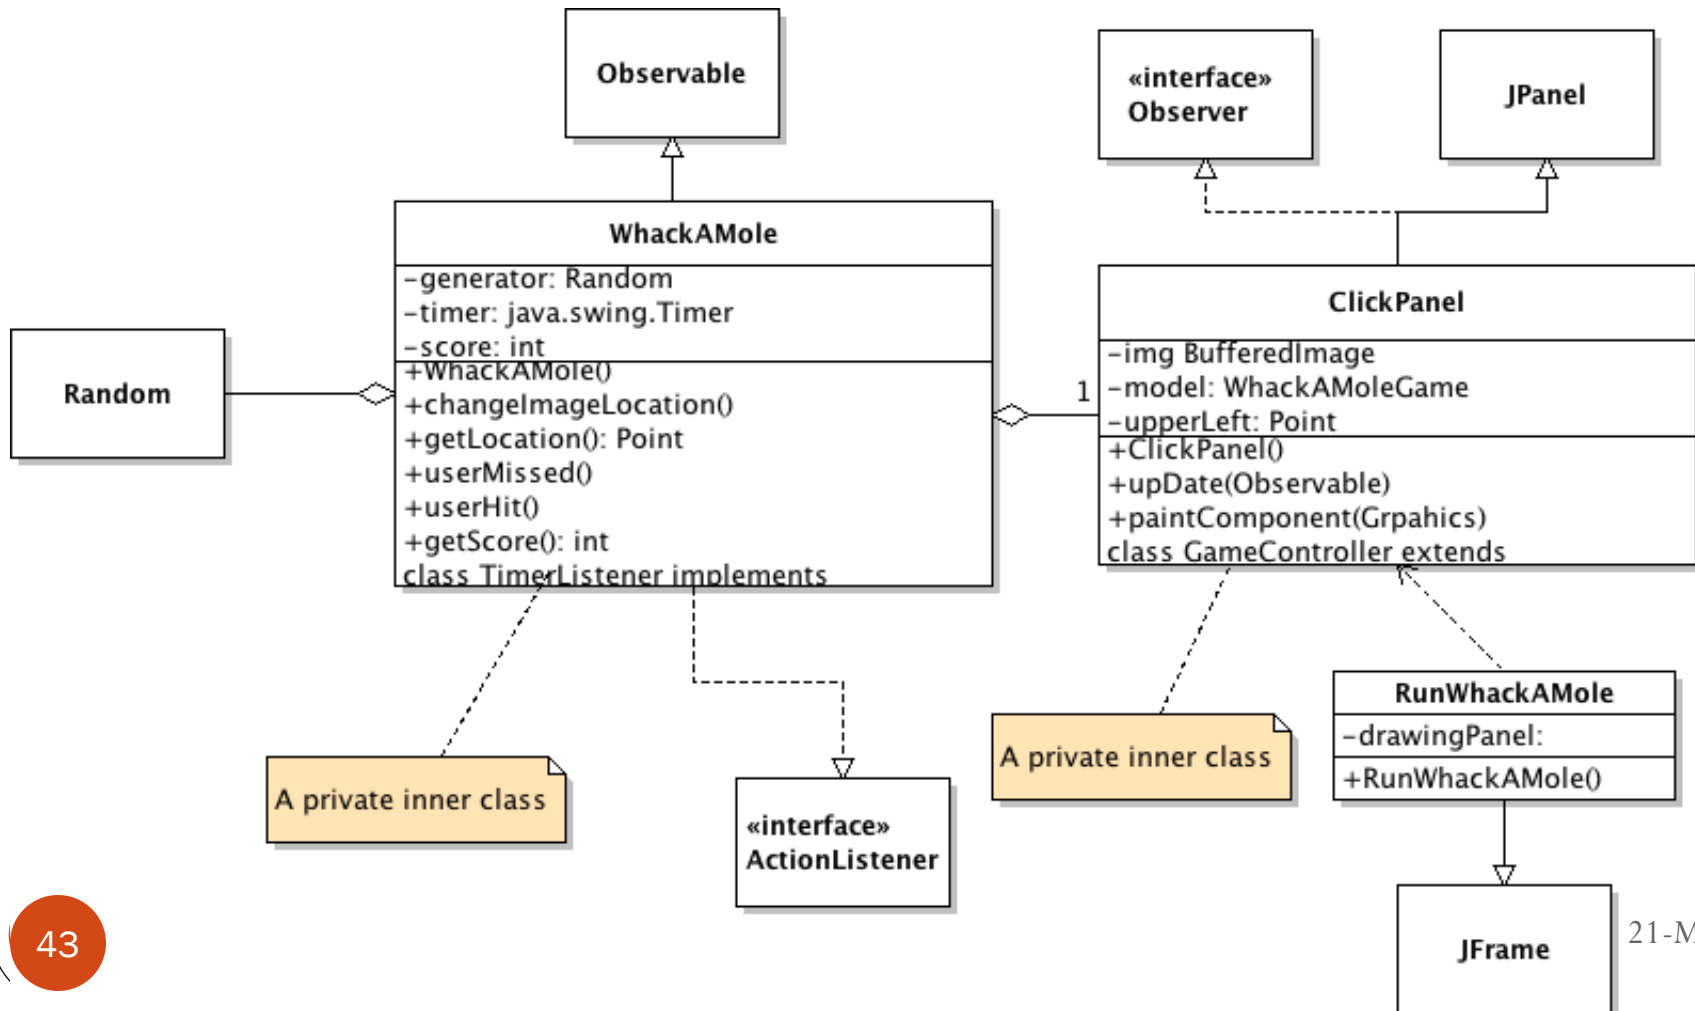 Observable
«interface»
Observer
JPanel
WhackAMole
-generator: Random
-timer: java.swing.Timer
-score: int
+WhackAMole()
+changeImageLocation()
+getLocation(): Point
+userMissed()
+userHit()
+getScore(): int
class TimerListener implements
Random
1
ClickPanel
-img BufferedImage
-model: WhackAMoleGame
-upperLeft: Point
+ClickPanel()
+upDate(Observable)
+paintComponent(Grpahics)
class GameController extends
A private inner class
«interface»
ActionListener
A private inner class
RunWhackAMole
-drawingPanel:
+RunWhackAMole()
JFrame
43